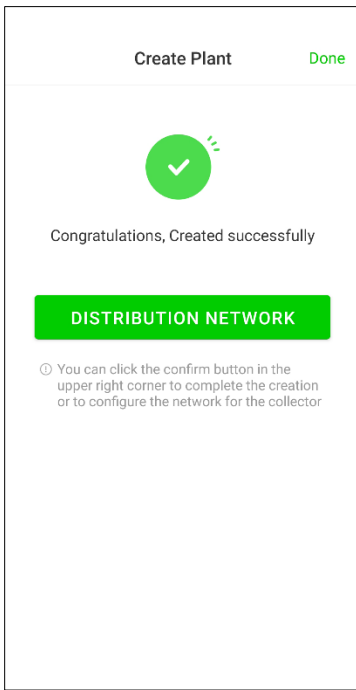 Create Plant Done
Congratulations, Created successfully
DISTRIBUTION NETWORK
You can click the confirm button in the
upper right corner to complete the creation
or to configure the network for the collector